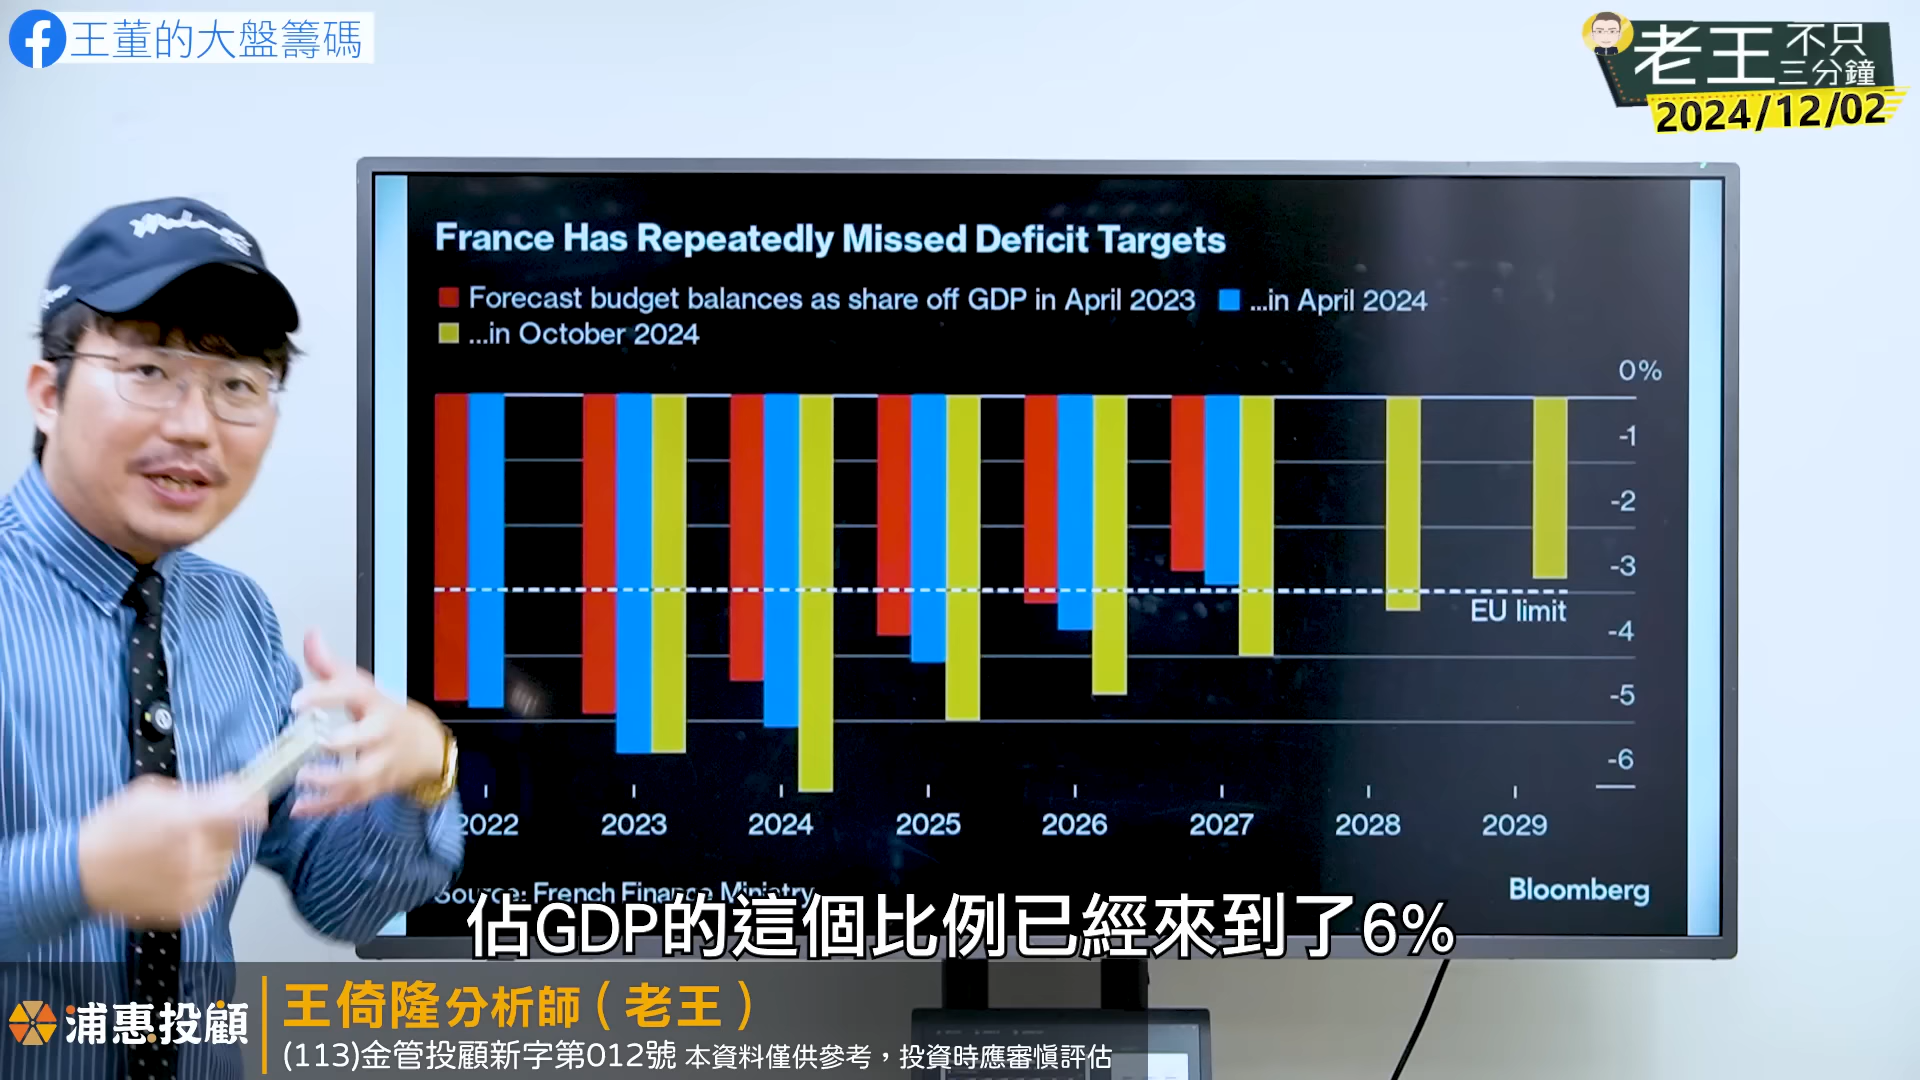 王董的大盤籌碼
老王 不只三分鐘
2024/12/02
France Has Repeatedly Missed Deficit Targets
Forecast budget balances as share off GDP in April 2023 ...in April 2024
...in October 2024
0%
-1
-2
-3
EU limit
-4
-5
-6
2022 2023 2024 2025 2026 2027 2028 2029
Source: French Finance Ministry
Bloomberg
佔GDP的這個比例已經來到了6%
浦惠投顧
王倚隆分析師(老王)
(113)金管投顧新字第012號 本資料僅供參考，投資時應審慎評估